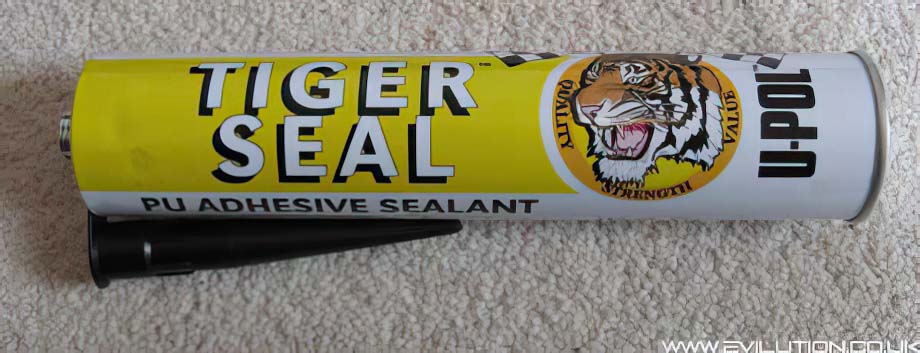 TIGER
SEAL
PU ADHESIVE SEALANT
QUALITY
STRENGTH
VALUE
U-POL
WWW.EVILUTION.CO.UK